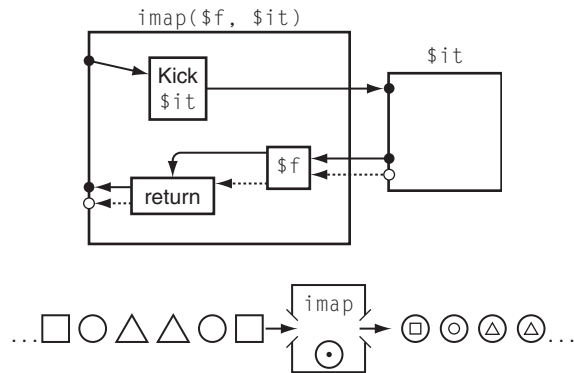 imap($f, $it)
$it
Kick
$it
$f
return
imap
... ...